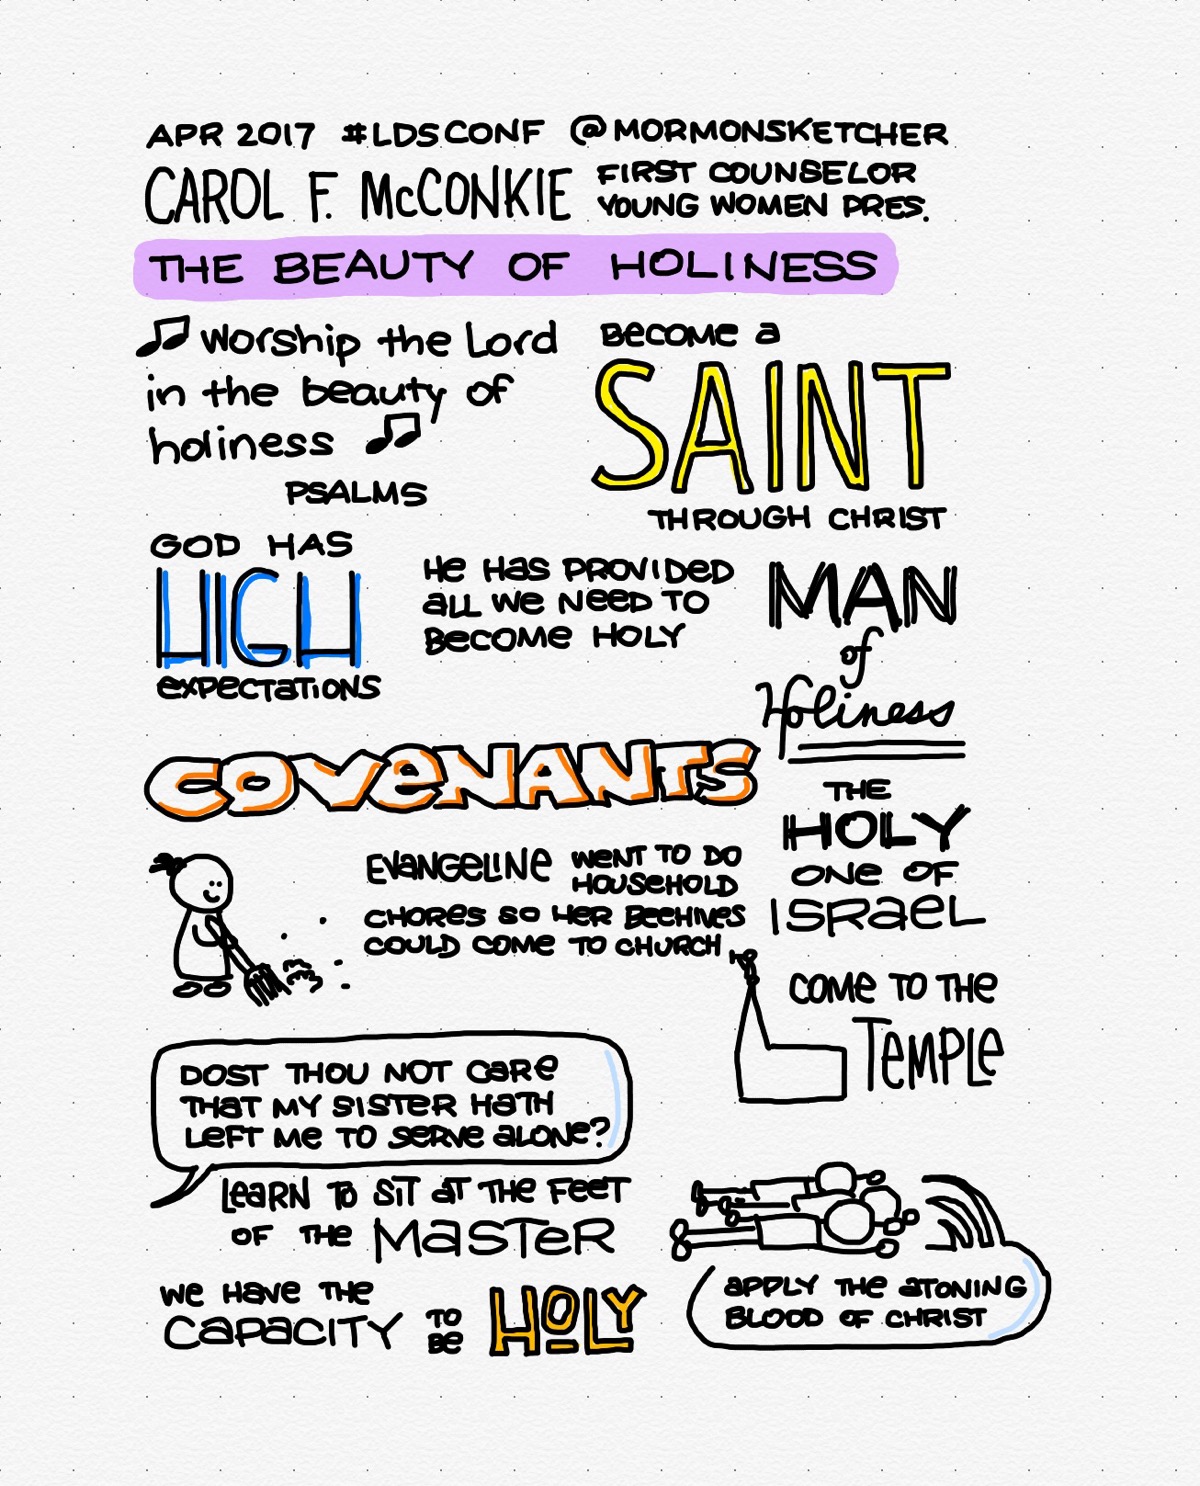 APR 2017 #LDSCONF @MORMONSKETCHER
CAROL F. McCONKIE
FIRST COUNSELOR
YOUNG WOMEN PRES.
THE BEAUTY OF HOLINESS
Worship the Lord
in the beauty of
holiness
PSALMS
BECOME A
SAINT
THROUGH CHRIST
GOD HAS
HIGH
EXPECTATIONS
HE HAS PROVIDED
ALL WE NEED TO
BECOME HOLY
MAN
of
Holiness
COVENANTS
THE
HOLY
ONE OF
ISRAEL
EVANGELINE WENT TO DO
HOUSEHOLD
CHORES SO HER BEEHIVES
COULD COME TO CHURCH
COME TO THE
TEMPLE
DOST THOU NOT CARE
THAT MY SISTER HATH
LEFT ME TO SERVE ALONE?
LEARN TO SIT AT THE FEET
OF THE MASTER
WE HAVE THE
CAPACITY TO BE HOLY
APPLY THE ATONING
BLOOD OF CHRIST